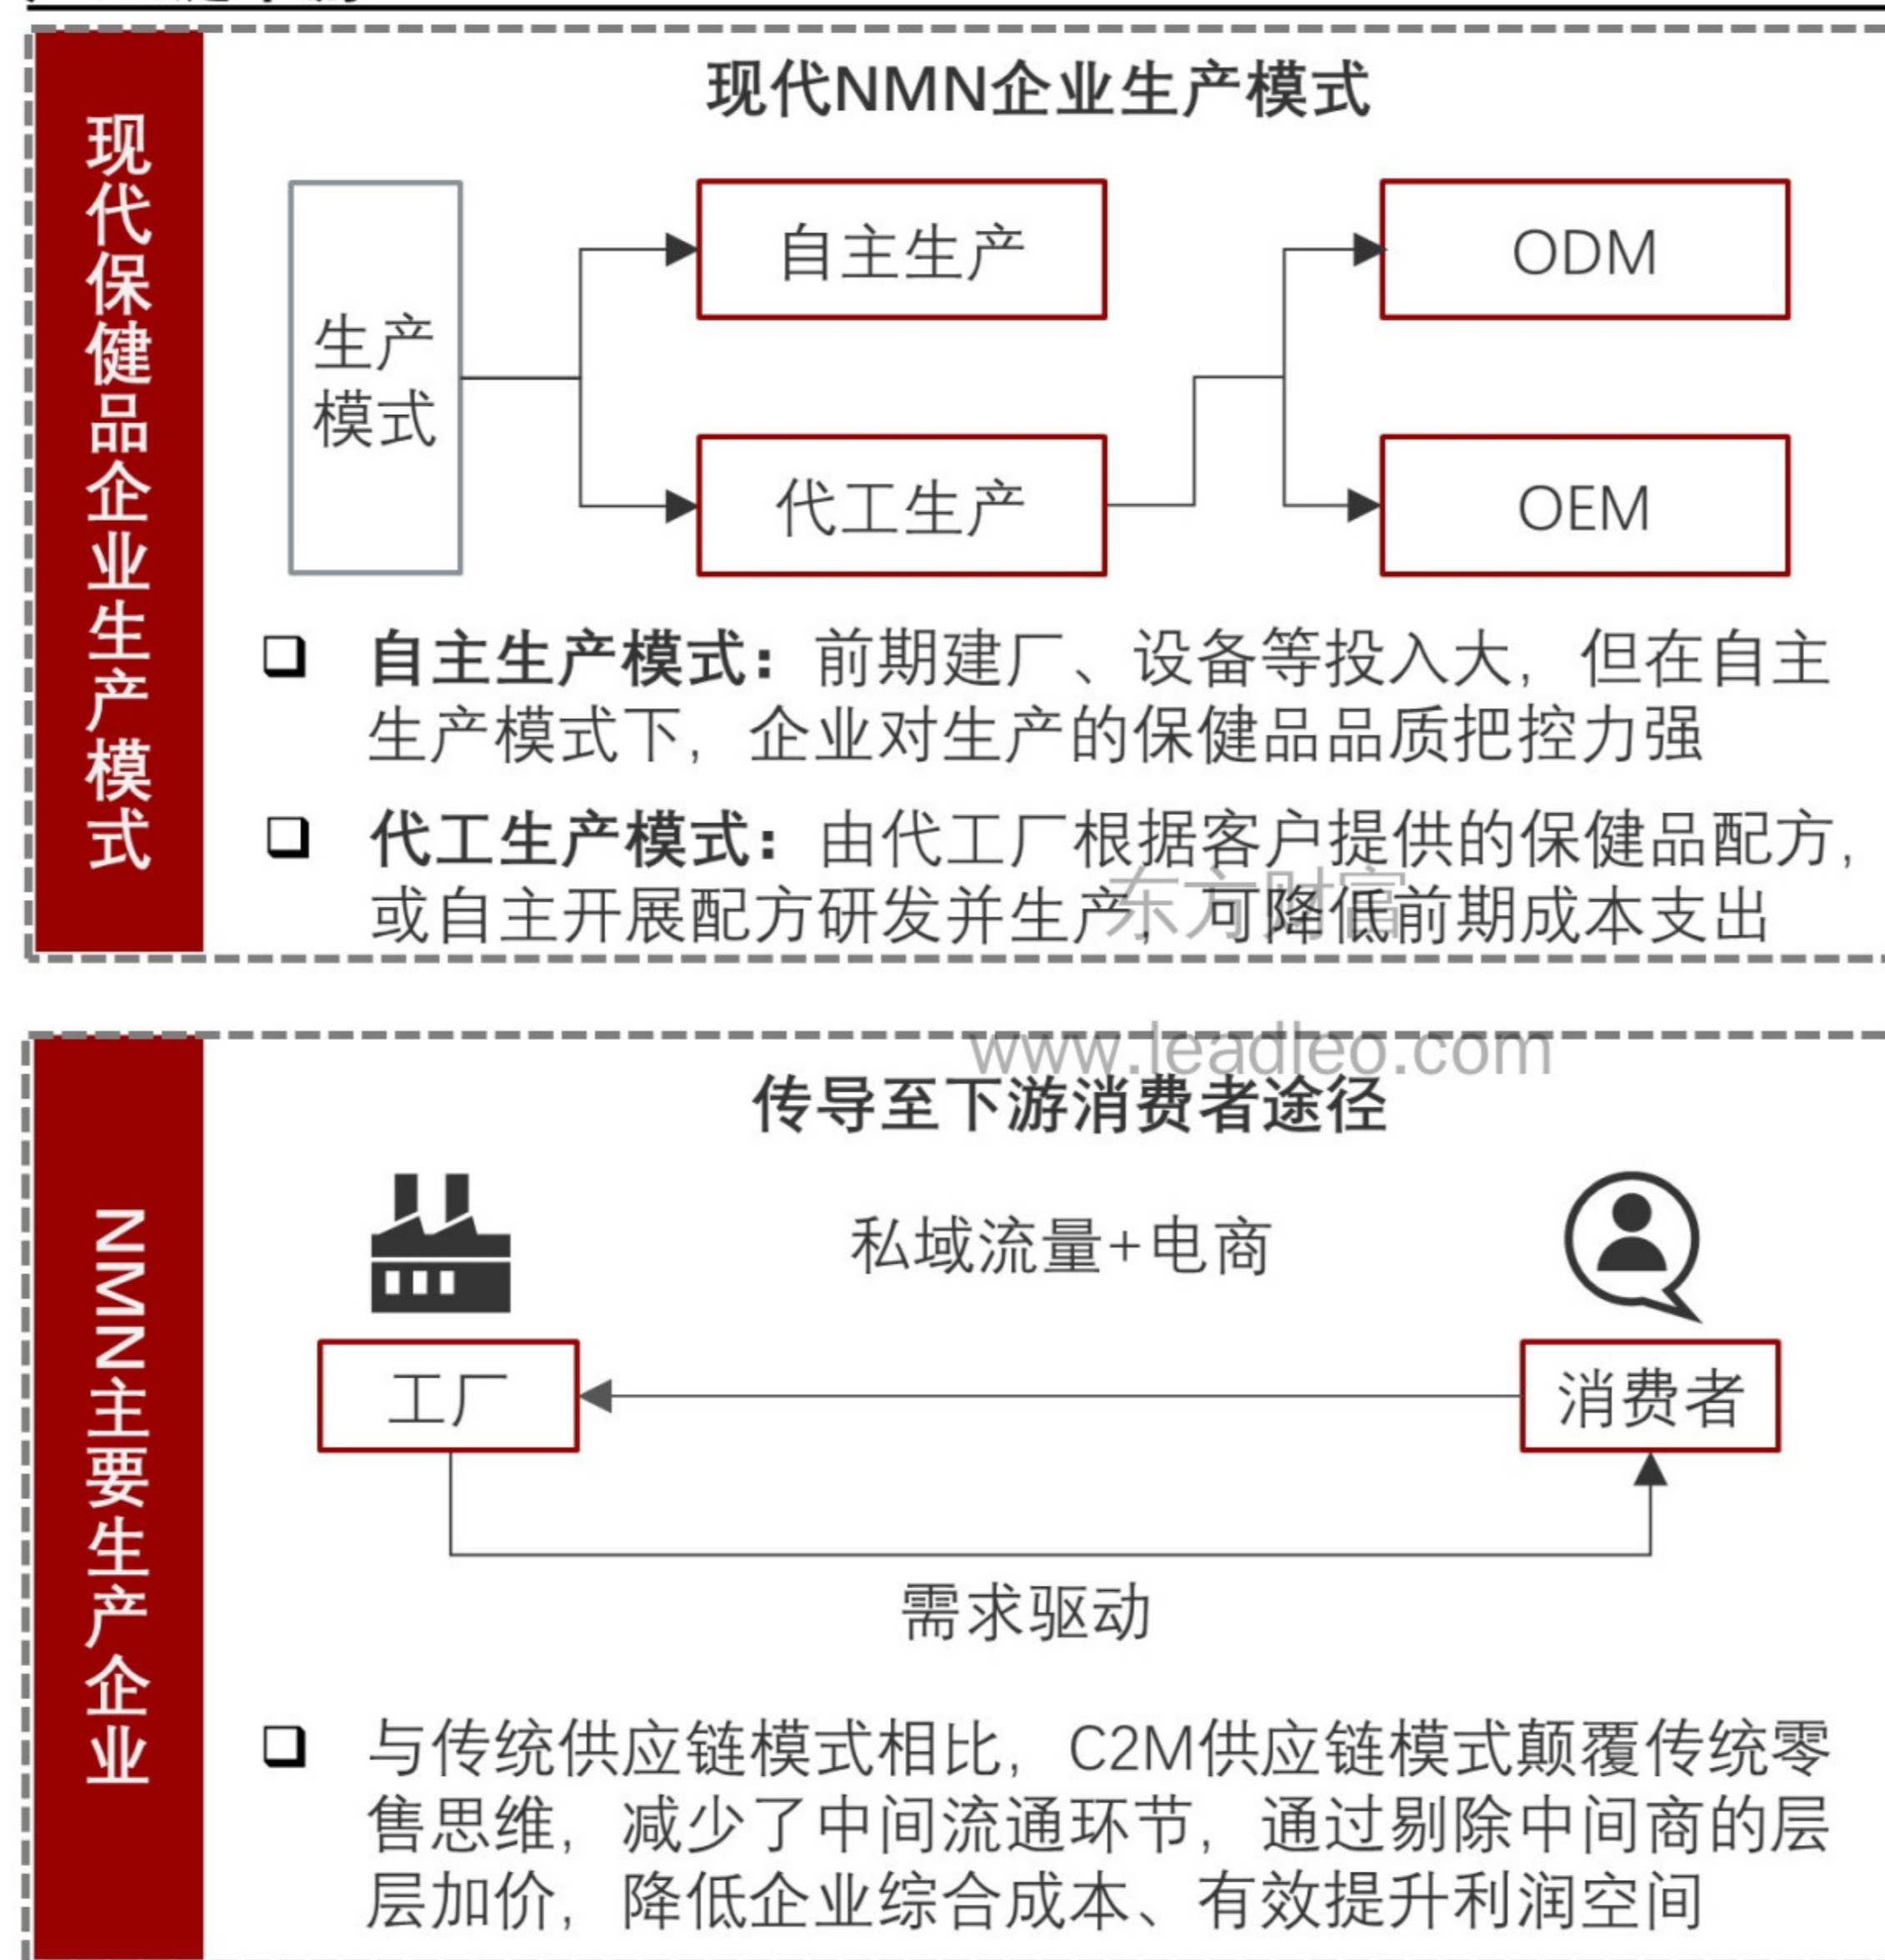 现代保健品企业生产模式
现代NMN企业生产模式
生产
模式
自主生产
代工生产
ODM
OEM
自主生产模式：前期建厂、设备等投入大，但在自主
生产模式下，企业对生产的保健品品质把控力强
代工生产模式：由代工厂根据客户提供的保健品配方，
或自主开展配方研发并生产，可降低前期成本支出
东方财富
www.leadleo.com
NMN主要生产企业
传导至下游消费者途径
私域流量+电商
工厂
消费者
需求驱动
与传统供应链模式相比，C2M供应链模式颠覆传统零
售思维，减少了中间流通环节，通过剔除中间商的层
层加价，降低企业综合成本、有效提升利润空间